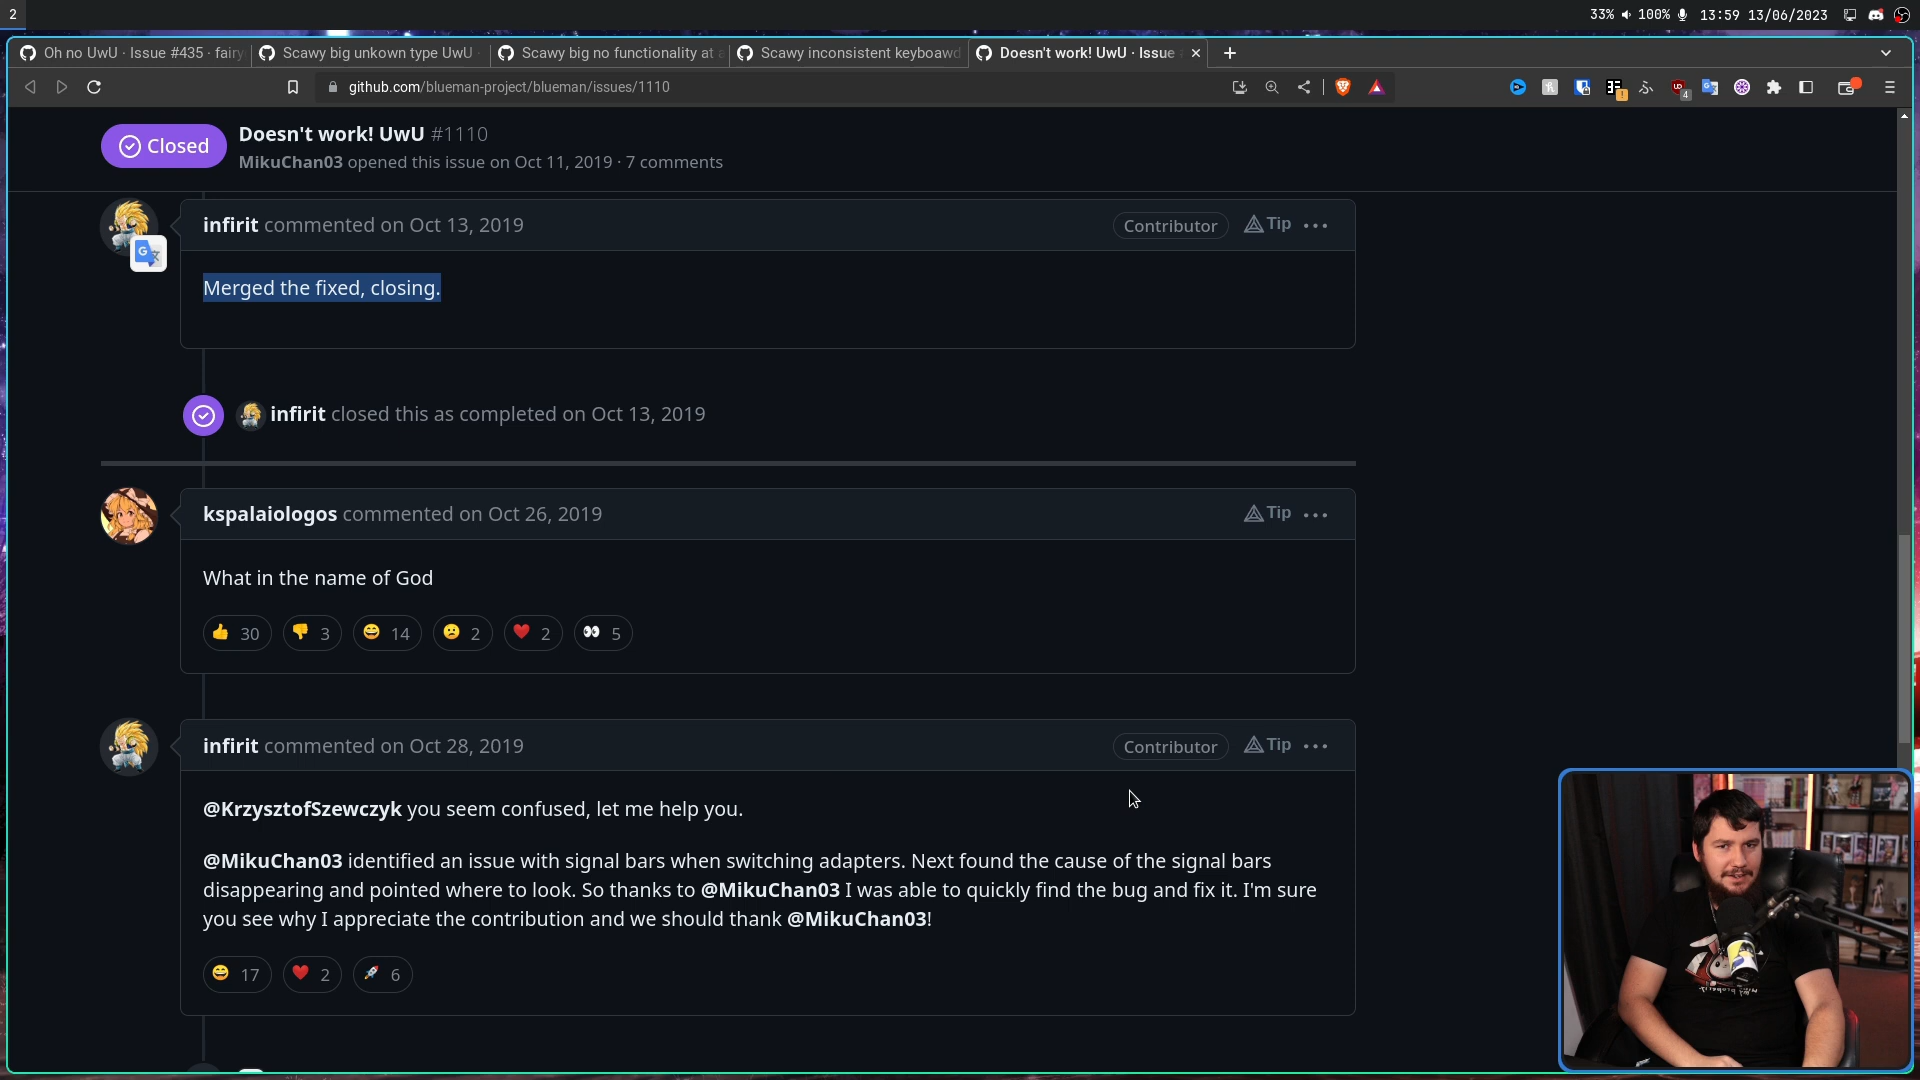 2
33% 100% 13:59 13/06/2023
Oh no UwU · Issue #435 · fairy
Scawy big unkown type UwU ·
Scawy big no functionality at a
Scawy inconsistent keyboawd
Doesn't work! UwU · Issue
github.com/blueman-project/blueman/issues/1110
4
Closed
Doesn't work! UwU #1110
MikuChan03 opened this issue on Oct 11, 2019 · 7 comments
infirit commented on Oct 13, 2019
Contributor
Tip
Merged the fixed, closing.
infirit closed this as completed on Oct 13, 2019
kspalaiologos commented on Oct 26, 2019
Tip
What in the name of God
30 3 14 2 2 5
infirit commented on Oct 28, 2019
Contributor
Tip
@KrzysztofSzewczyk you seem confused, let me help you.
@MikuChan03 identified an issue with signal bars when switching adapters. Next found the cause of the signal bars
disappearing and pointed where to look. So thanks to @MikuChan03 I was able to quickly find the bug and fix it. I'm sure
you see why I appreciate the contribution and we should thank @MikuChan03!
17 2 6